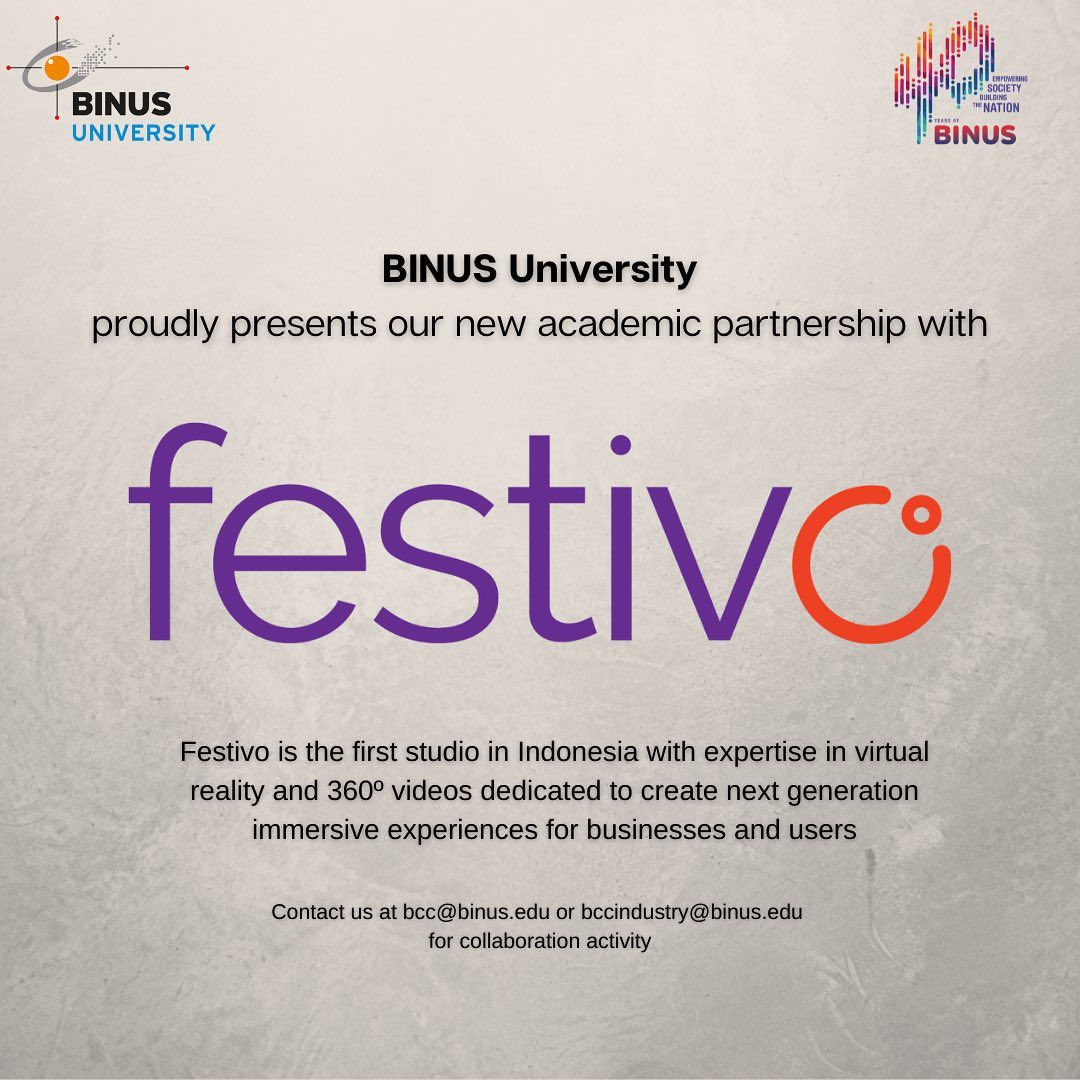 BINUS
UNIVERSITY
40
EMPOWERING
SOCIETY
BUILDING
THE NATION
YEARS OF
BINUS
BINUS University
proudly presents our new academic partnership with
festivo
Festivo is the first studio in Indonesia with expertise in virtual
reality and 360º videos dedicated to create next generation
immersive experiences for businesses and users
Contact us at bcc@binus.edu or bccindustry@binus.edu
for collaboration activity